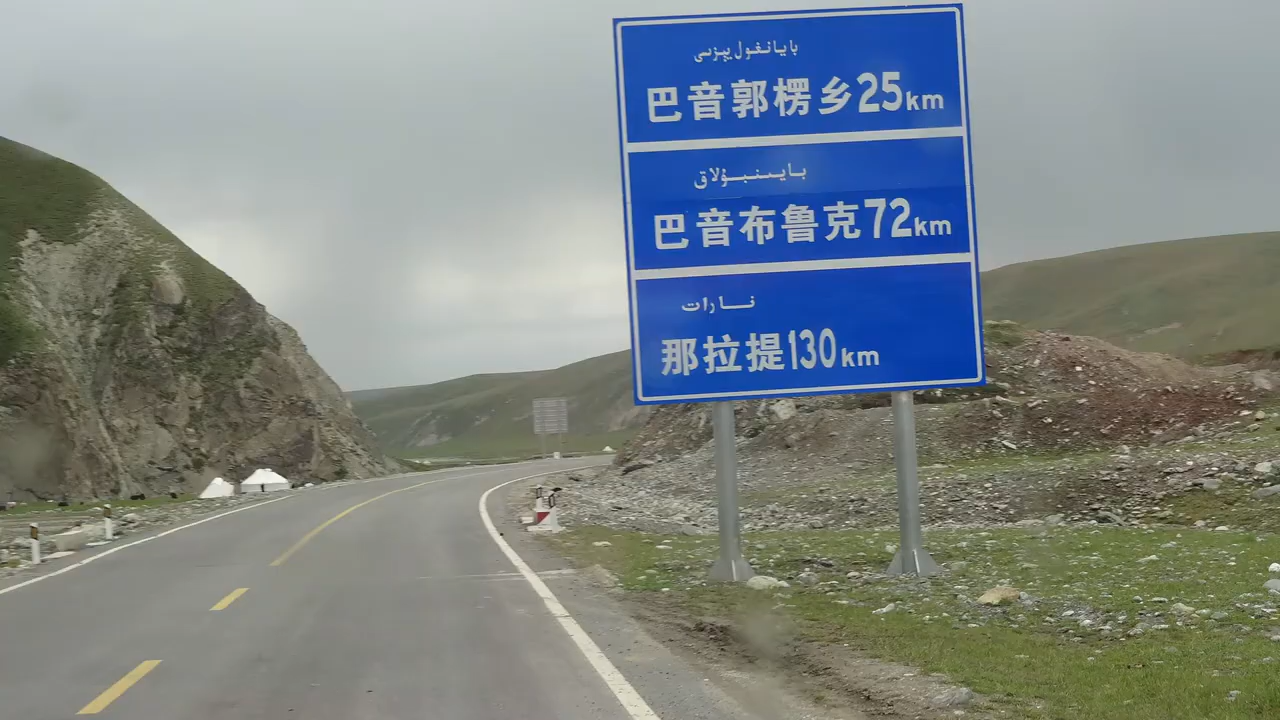 بايانغول يېزىسى
巴音郭楞乡25km
بايىنبۇلاق
巴音布鲁克72km
نارات
那拉提130km